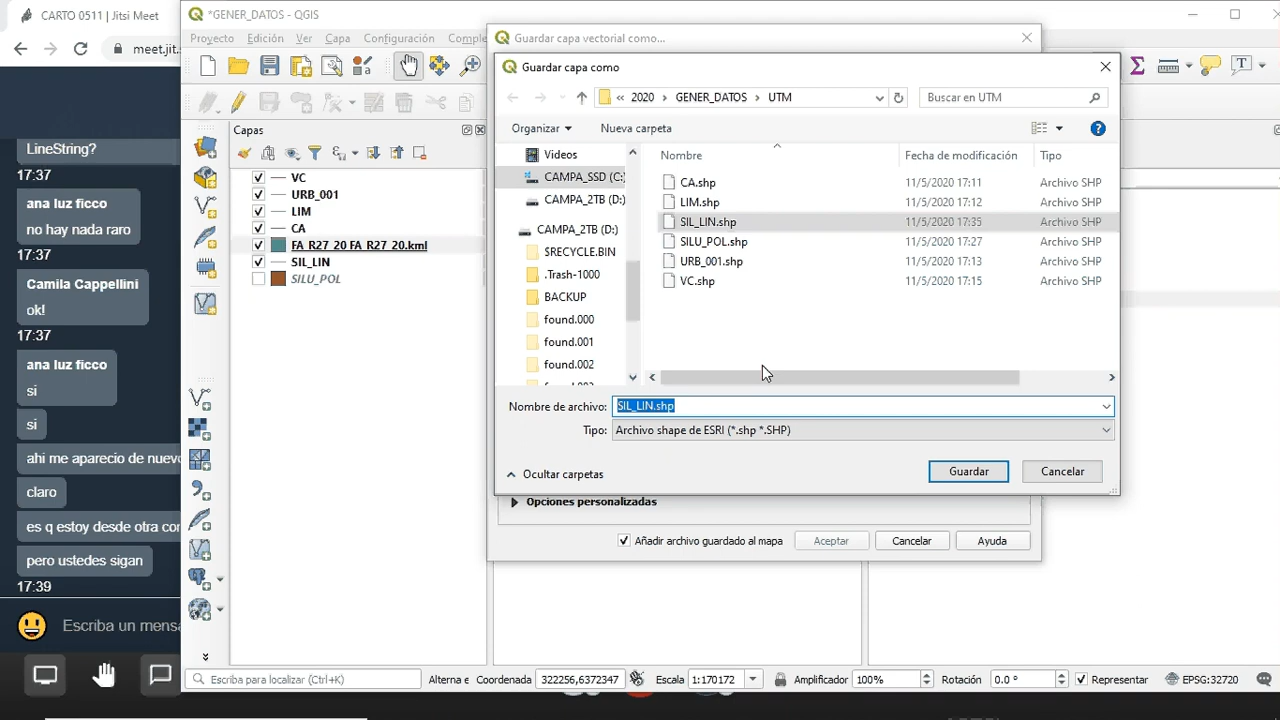 CARTO 0511 | Jitsi Meet
meet.jit.s
LineString?
17:37
ana luz ficco
no hay nada raro
17:37
Camila Cappellini
ok!
17:37
ana luz ficco
si
si
ahi me aparecio de nuevo
claro
es q estoy desde otra co
pero ustedes sigan
17:39
Escriba un mensa
*GENER_DATOS - QGIS
Proyecto Edición Ver Capa Configuración Comple
Capas
VC
URB_001
LIM
CA
FA_R27_20 FA_R27_20.kml
SIL_LIN
SILU_POL
Guardar capa vectorial como...
Guardar capa como
« 2020 › GENER_DATOS › UTM
Buscar en UTM
Organizar
Nueva carpeta
Videos
CAMPA_SSD (C:)
CAMPA_2TB (D:)
CAMPA_2TB (D:)
$RECYCLE.BIN
.Trash-1000
BACKUP
found.000
found.001
found.002
Nombre Fecha de modificación Tipo
CA.shp 11/5/2020 17:11 Archivo SHP
LIM.shp 11/5/2020 17:12 Archivo SHP
SIL_LIN.shp 11/5/2020 17:35 Archivo SHP
SILU_POL.shp 11/5/2020 17:27 Archivo SHP
URB_001.shp 11/5/2020 17:13 Archivo SHP
VC.shp 11/5/2020 17:15 Archivo SHP
Nombre de archivo: SIL_LIN.shp
Tipo: Archivo shape de ESRI (*.shp *.SHP)
Ocultar carpetas
Guardar Cancelar
Opciones personalizadas
Añadir archivo guardado al mapa
Aceptar Cancelar Ayuda
Escriba para localizar (Ctrl+K) Alterna e Coordenada 322256,6372347 Escala 1:170172 Amplificador 100% Rotación 0.0 ° Representar EPSG:32720